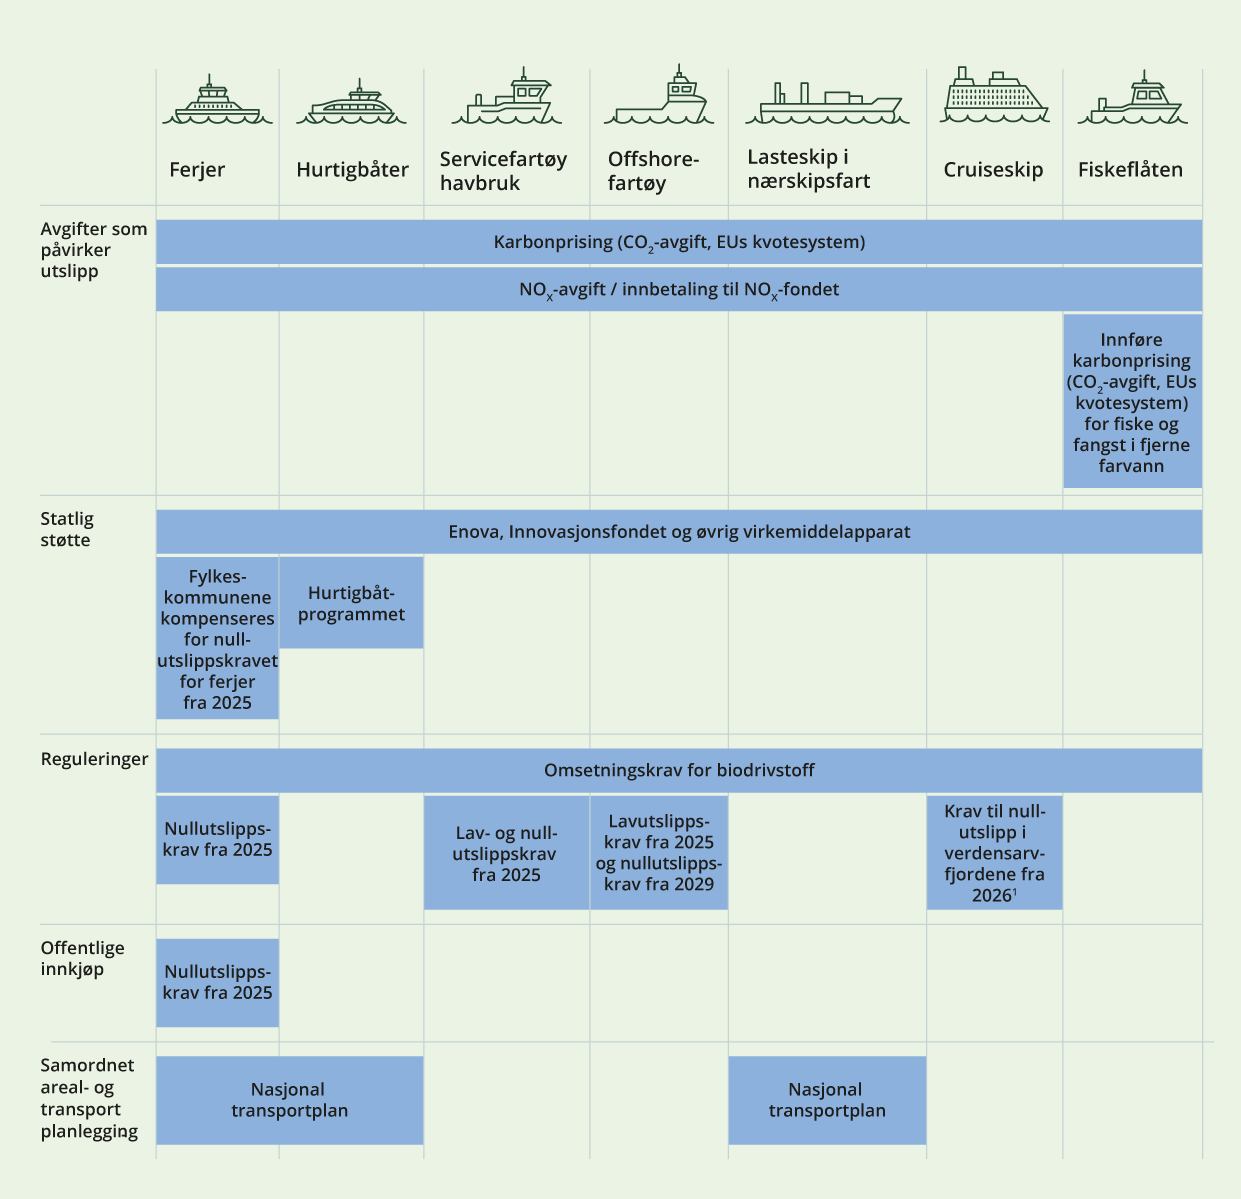 Ferjer
Hurtigbåter
Servicefartøy
havbruk
Offshore-
fartøy
Lasteskip i
nærskipsfart
Cruiseskip
Fiskeflåten
Avgifter som
påvirker
utslipp
Karbonprising (CO₂-avgift, EUs kvotesystem)
NOₓ-avgift / innbetaling til NOₓ-fondet
Innføre
karbonprising
(CO₂-avgift, EUs
kvotesystem)
for fiske og
fangst i fjerne
farvann
Statlig
støtte
Enova, Innovasjonsfondet og øvrig virkemiddelapparat
Fylkes-
kommunene
kompenseres
for null-
utslippskravet
for ferjer
fra 2025
Hurtigbåt-
programmet
Reguleringer
Omsetningskrav for biodrivstoff
Nullutslipps-
krav fra 2025
Lav- og null-
utslippskrav
fra 2025
Lavutslipps-
krav fra 2025
og nullutslipps-
krav fra 2029
Krav til null-
utslipp i
verdensarv-
fjordene fra
2026¹
Offentlige
innkjøp
Nullutslipps-
krav fra 2025
Samordnet
areal- og
transport
planlegging
Nasjonal
transportplan
Nasjonal
transportplan